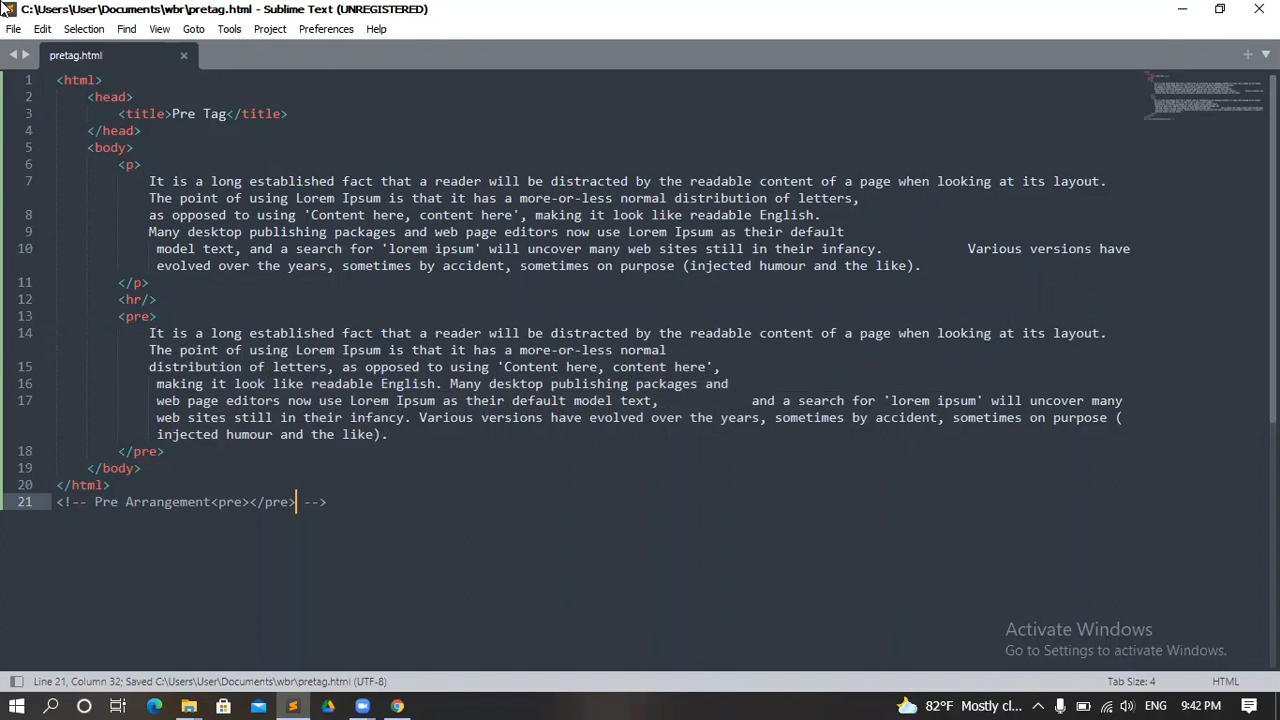 C:\Users\User\Documents\wbr\pretag.html - Sublime Text (UNREGISTERED)
File Edit Selection Find View Goto Tools Project Preferences Help
pretag.html
1 <html>
2 <head>
3 <title>Pre Tag</title>
4 </head>
5 <body>
6 <p>
7 It is a long established fact that a reader will be distracted by the readable content of a page when looking at its layout.
The point of using Lorem Ipsum is that it has a more-or-less normal distribution of letters,
8 as opposed to using 'Content here, content here', making it look like readable English.
9 Many desktop publishing packages and web page editors now use Lorem Ipsum as their default
10 model text, and a search for 'lorem ipsum' will uncover many web sites still in their infancy. Various versions have
evolved over the years, sometimes by accident, sometimes on purpose (injected humour and the like).
11 </p>
12 <hr/>
13 <pre>
14 It is a long established fact that a reader will be distracted by the readable content of a page when looking at its layout.
The point of using Lorem Ipsum is that it has a more-or-less normal
15 distribution of letters, as opposed to using 'Content here, content here',
16 making it look like readable English. Many desktop publishing packages and
17 web page editors now use Lorem Ipsum as their default model text, and a search for 'lorem ipsum' will uncover many
web sites still in their infancy. Various versions have evolved over the years, sometimes by accident, sometimes on purpose (
injected humour and the like).
18 </pre>
19 </body>
20 </html>
21 <!-- Pre Arrangement<pre></pre> -->
Activate Windows
Go to Settings to activate Windows.
Line 21, Column 32; Saved C:\Users\User\Documents\wbr\pretag.html (UTF-8) Tab Size: 4 HTML
82°F Mostly cl... ENG 9:42 PM